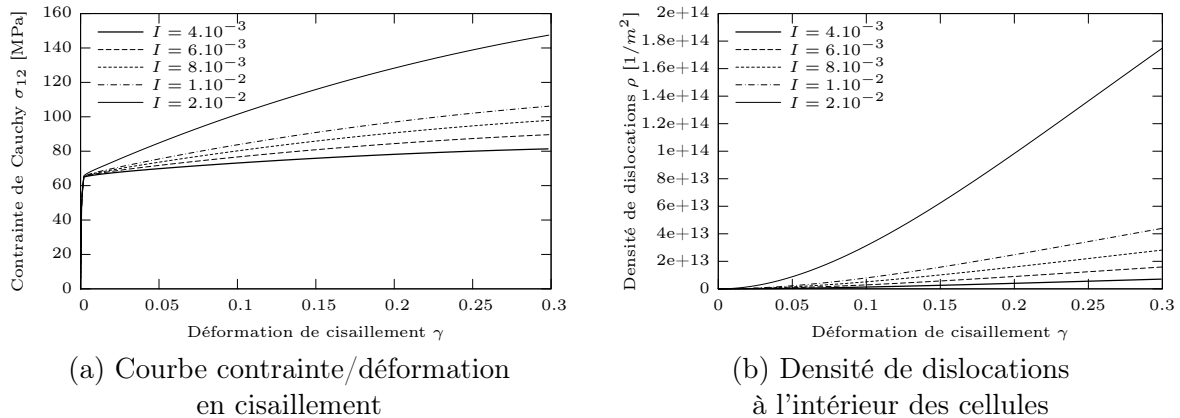 Contrainte de Cauchy σ₁₂ [MPa]
160
140
120
100
80
60
40
20
0
I = 4.10⁻³
I = 6.10⁻³
I = 8.10⁻³
I = 1.10⁻²
I = 2.10⁻²
0 0.05 0.1 0.15 0.2 0.25 0.3
Déformation de cisaillement γ
(a) Courbe contrainte/déformation
en cisaillement
Densité de dislocations ρ [1/m²]
2e+14
1.8e+14
1.6e+14
1.4e+14
1.2e+14
1e+14
8e+13
6e+13
4e+13
2e+13
0
I = 4.10⁻³
I = 6.10⁻³
I = 8.10⁻³
I = 1.10⁻²
I = 2.10⁻²
0 0.05 0.1 0.15 0.2 0.25 0.3
Déformation de cisaillement γ
(b) Densité de dislocations
à l'intérieur des cellules